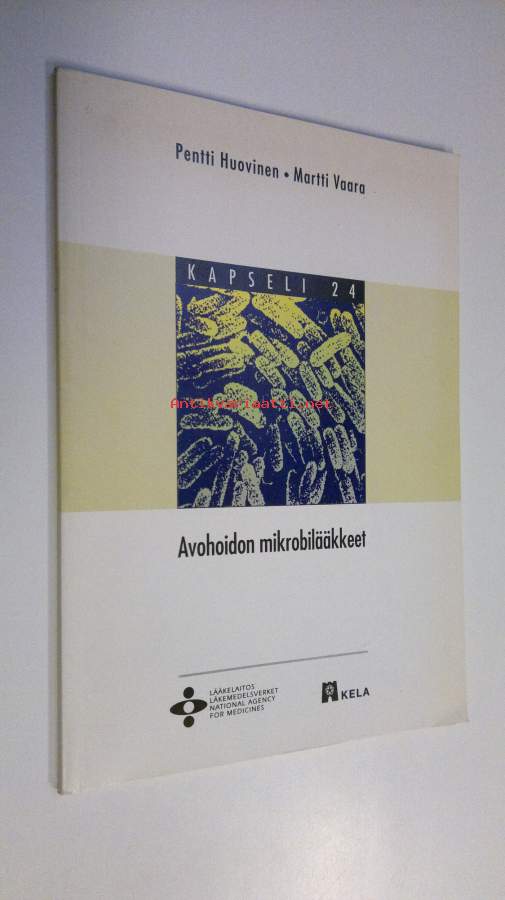 Pentti Huovinen • Martti Vaara
KAPSELI 24
Antikvariaatti.net
Avohoidon mikrobilääkkeet
LÄÄKELAITOS
LÄKEMEDELSVERKET
NATIONAL AGENCY
FOR MEDICINES
KELA